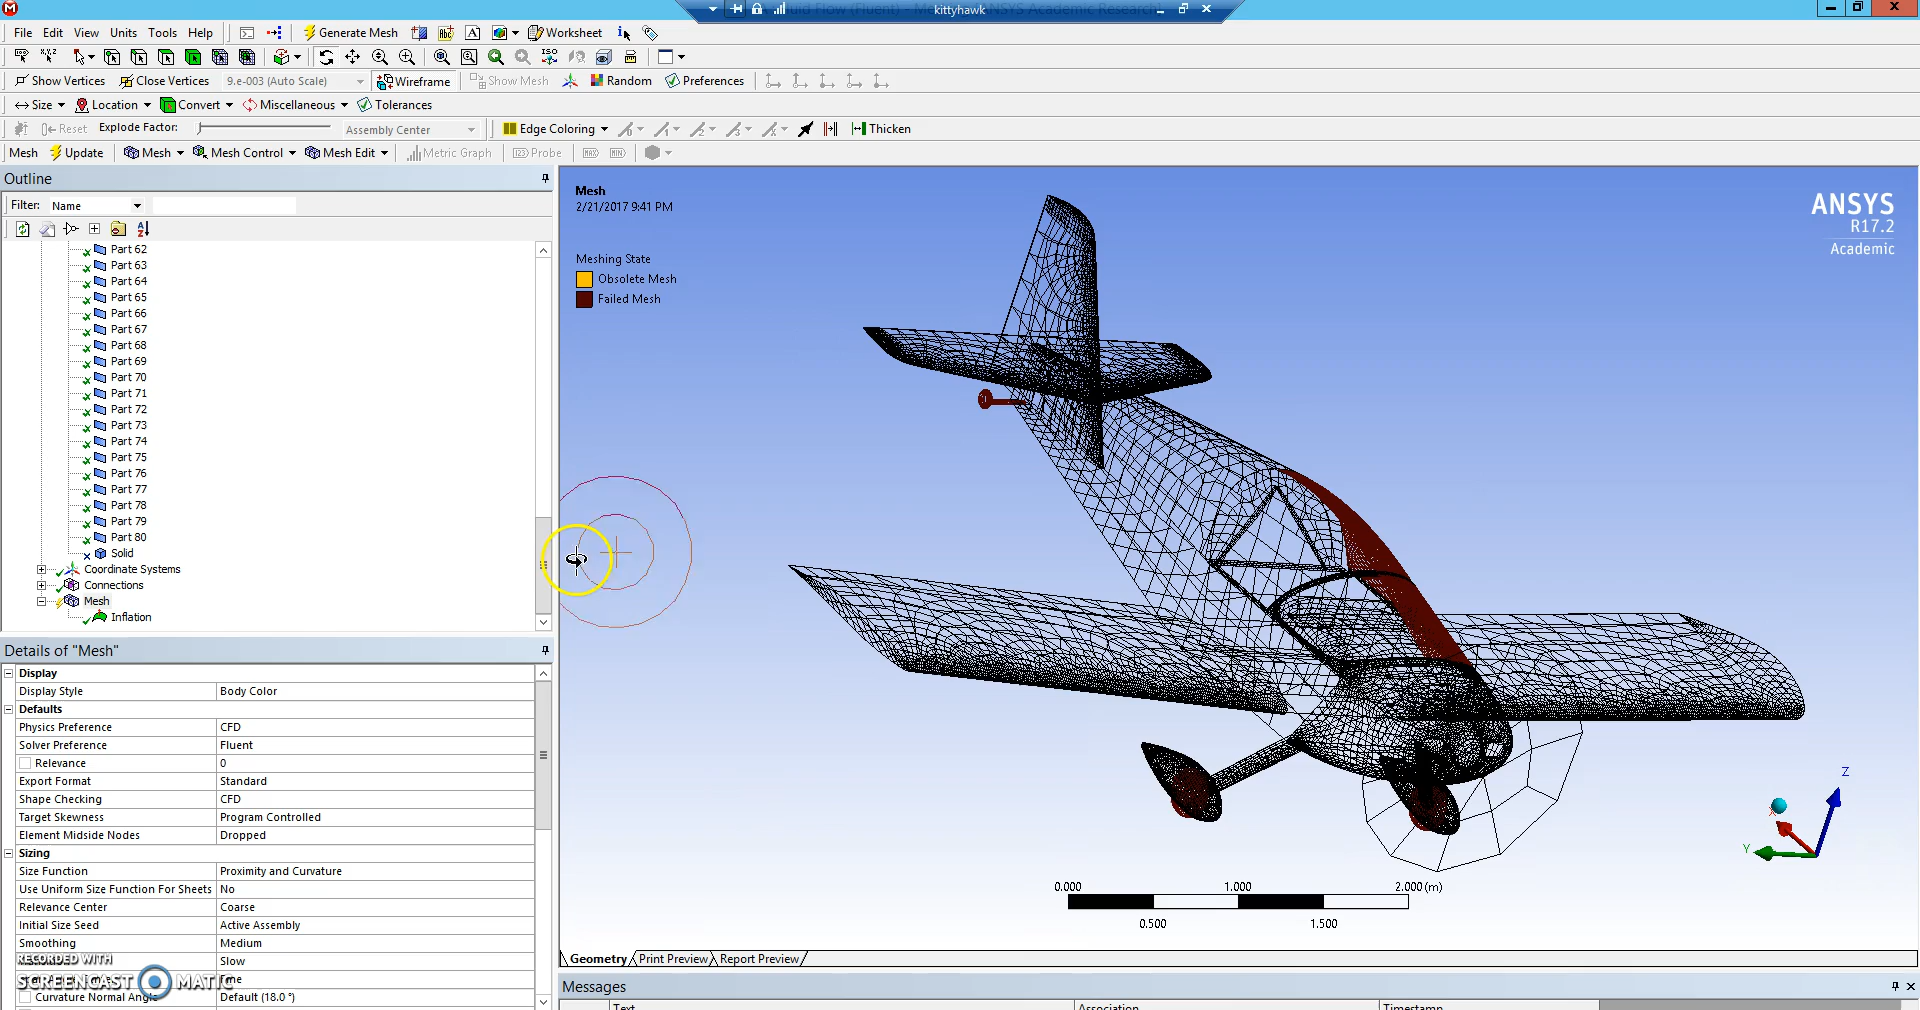 kittyhawk
File Edit View Units Tools Help Generate Mesh Worksheet
Show Vertices Close Vertices 9.e-003 (Auto Scale) Wireframe Show Mesh Random Preferences
Size Location Convert Miscellaneous Tolerances
Reset Explode Factor: Assembly Center Edge Coloring Thicken
Mesh Update Mesh Mesh Control Mesh Edit Metric Graph Probe
Outline
Filter: Name
Part 62
Part 63
Part 64
Part 65
Part 66
Part 67
Part 68
Part 69
Part 70
Part 71
Part 72
Part 73
Part 74
Part 75
Part 76
Part 77
Part 78
Part 79
Part 80
Solid
Coordinate Systems
Connections
Mesh
Inflation
Details of "Mesh"
Display
Display Style Body Color
Defaults
Physics Preference CFD
Solver Preference Fluent
Relevance 0
Export Format Standard
Shape Checking CFD
Target Skewness Program Controlled
Element Midside Nodes Dropped
Sizing
Size Function Proximity and Curvature
Use Uniform Size Function For Sheets No
Relevance Center Coarse
Initial Size Seed Active Assembly
Smoothing Medium
Slow
Curvature Normal Angle Default (18.0 °)
RECORDED WITH
SCREENCAST MATIC
Mesh
2/21/2017 9:41 PM
Meshing State
Obsolete Mesh
Failed Mesh
ANSYS
R17.2
Academic
Z
X
Y
0.000 1.000 2.000 (m)
0.500 1.500
Geometry Print Preview Report Preview
Messages
Text Association Timestamp